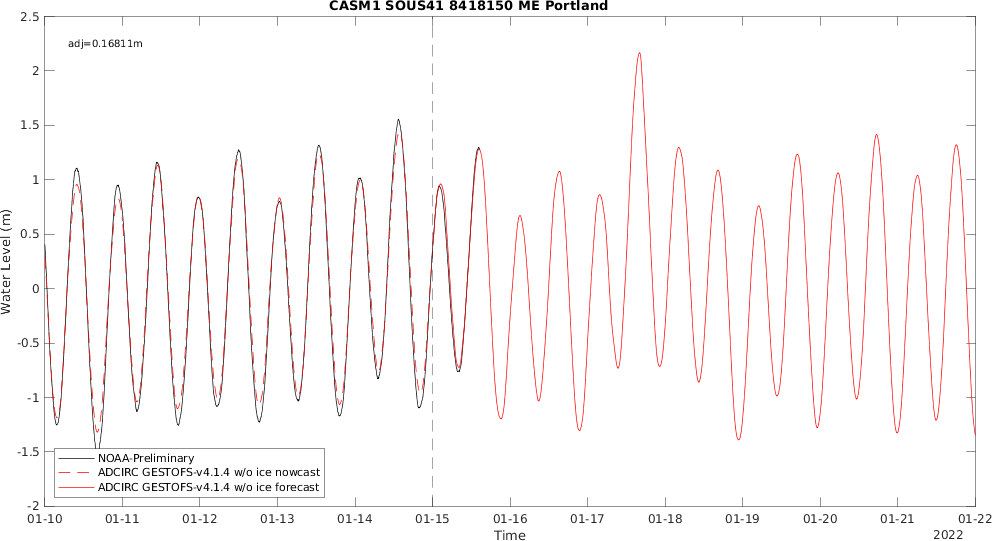 CASM1 SOUS41 8418150 ME Portland
adj=0.16811m
2.5
2
1.5
1
0.5
0
-0.5
-1
-1.5
-2
Water Level (m)
NOAA-Preliminary
ADCIRC GESTOFS-v4.1.4 w/o ice nowcast
ADCIRC GESTOFS-v4.1.4 w/o ice forecast
01-10 01-11 01-12 01-13 01-14 01-15 01-16 01-17 01-18 01-19 01-20 01-21 01-22
Time
2022